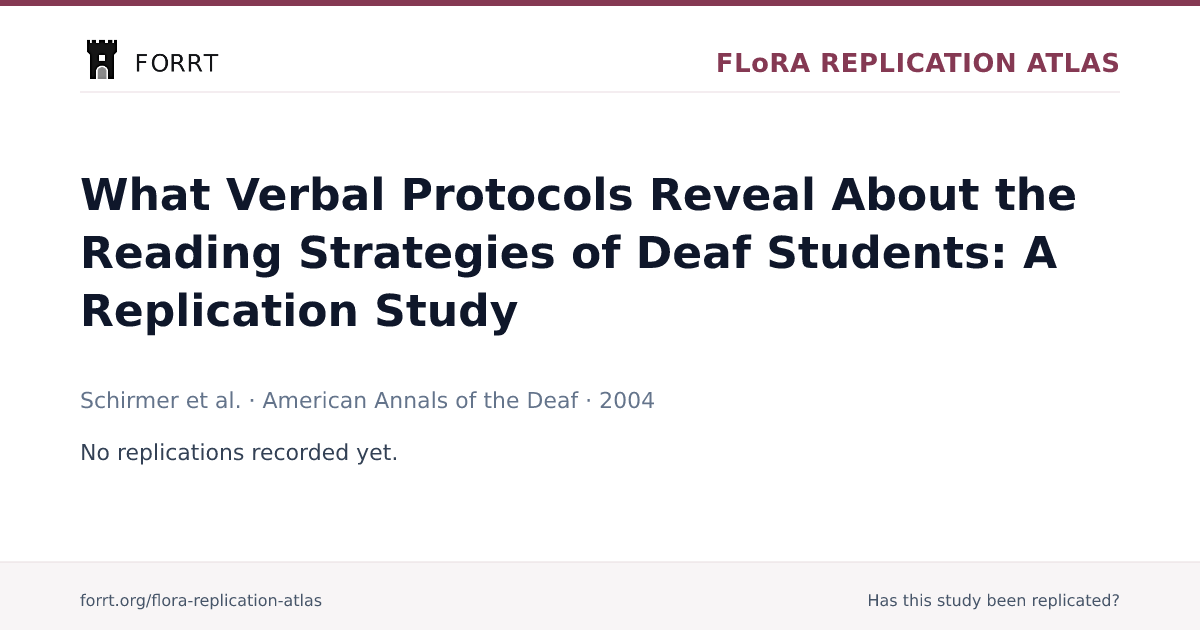 FORRT
FLoRA REPLICATION ATLAS
What Verbal Protocols Reveal About the
Reading Strategies of Deaf Students: A
Replication Study
Schirmer et al. · American Annals of the Deaf · 2004
No replications recorded yet.
forrt.org/flora-replication-atlas
Has this study been replicated?